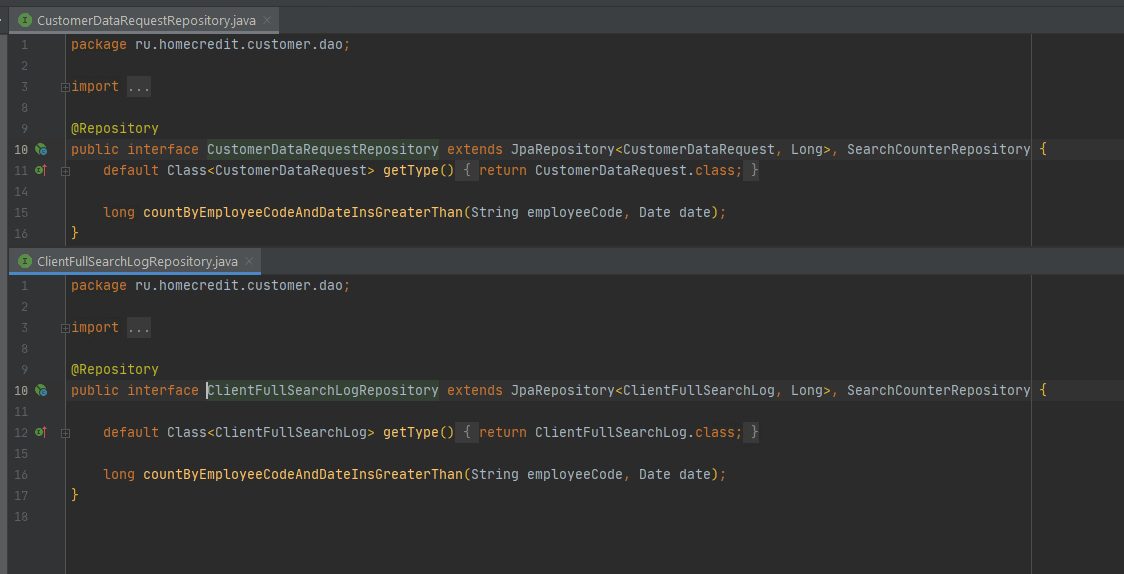 CustomerDataRequestRepository.java
1 package ru.homecredit.customer.dao;
2
3 import ...
8
9 @Repository
10 public interface CustomerDataRequestRepository extends JpaRepository<CustomerDataRequest, Long>, SearchCounterRepository {
11 default Class<CustomerDataRequest> getType() { return CustomerDataRequest.class; }
14
15 long countByEmployeeCodeAndDateInsGreaterThan(String employeeCode, Date date);
16 }
ClientFullSearchLogRepository.java
1 package ru.homecredit.customer.dao;
2
3 import ...
8
9 @Repository
10 public interface ClientFullSearchLogRepository extends JpaRepository<ClientFullSearchLog, Long>, SearchCounterRepository {
11
12 default Class<ClientFullSearchLog> getType() { return ClientFullSearchLog.class; }
15
16 long countByEmployeeCodeAndDateInsGreaterThan(String employeeCode, Date date);
17 }
18